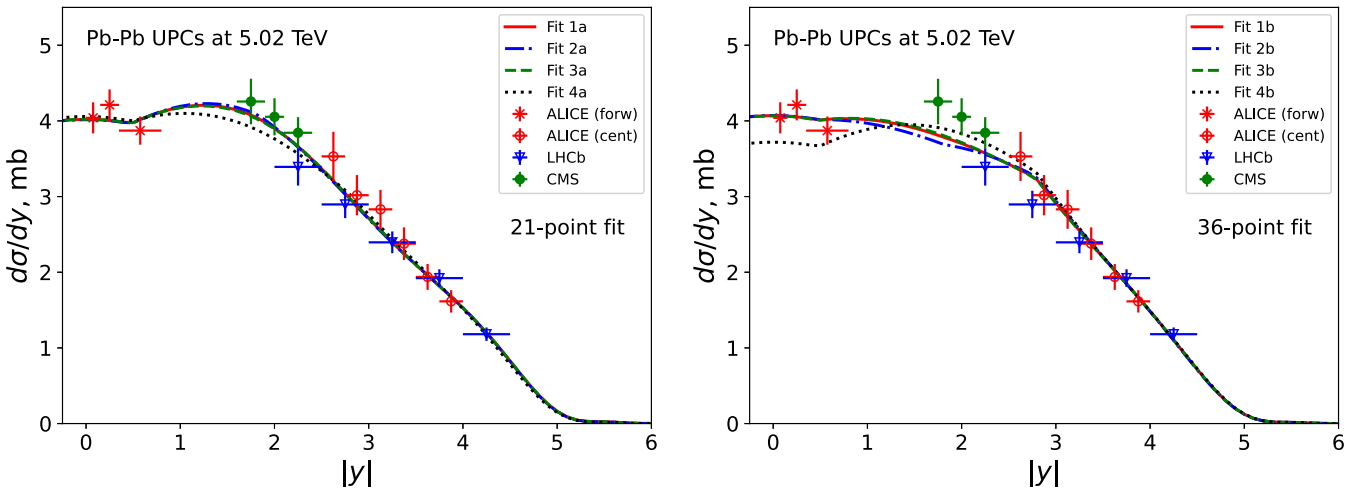 Pb-Pb UPCs at 5.02 TeV
Fit 1a
Fit 2a
Fit 3a
Fit 4a
ALICE (forw)
ALICE (cent)
LHCb
CMS
21-point fit
dσ/dy, mb
5
4
3
2
1
0
0 1 2 3 4 5 6
|y|
Pb-Pb UPCs at 5.02 TeV
Fit 1b
Fit 2b
Fit 3b
Fit 4b
ALICE (forw)
ALICE (cent)
LHCb
CMS
36-point fit
dσ/dy, mb
5
4
3
2
1
0
0 1 2 3 4 5 6
|y|